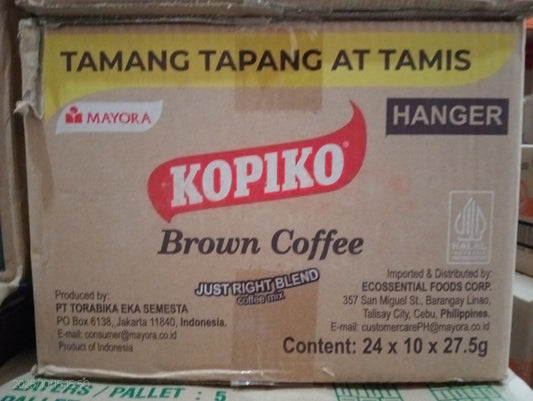 TAMANG TAPANG AT TAMIS
MAYORA
HANGER
KOPIKO
Brown Coffee
JUST RIGHT BLEND
coffee mix
HALAL
INDONESIA
Produced by:
PT TORABIKA EKA SEMESTA
PO Box 6138, Jakarta 11840, Indonesia.
E-mail: consumer@mayora.co.id
Product of Indonesia
Imported & Distributed by:
ECOSSENTIAL FOODS CORP.
357 San Miguel St., Barangay Linao,
Talisay City, Cebu, Philippines.
E-mail: customercarePH@mayora.co.id
Content: 24 x 10 x 27.5g
/ PALLET : 5